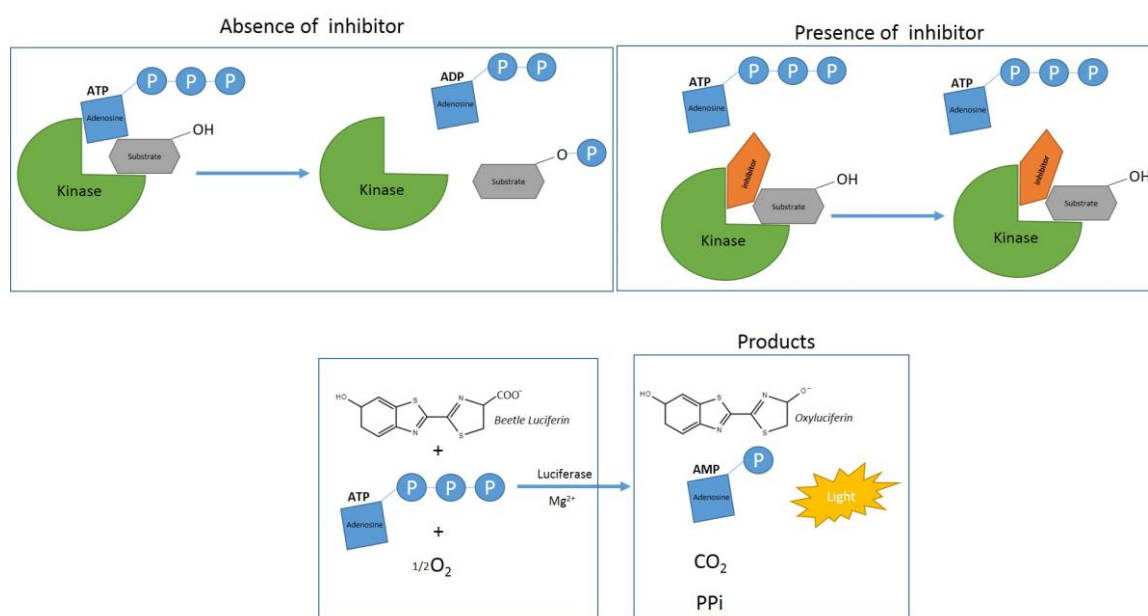 Absence of inhibitor
ATP
P P P
Adenosine
OH
Substrate
Kinase
ADP
P P
Adenosine
O P
Substrate
Kinase
Presence of inhibitor
ATP
P P P
Adenosine
inhibitor
OH
Substrate
Kinase
ATP
P P P
Adenosine
inhibitor
OH
Substrate
Kinase
HO
S
N
N
S
COO⁻
Beetle Luciferin
+
ATP
P P P
Adenosine
+
1/2O₂
Luciferase
Mg²⁺
Products
HO
S
N
N
S
O⁻
Oxyluciferin
AMP
P
Adenosine
Light
CO₂
PPi